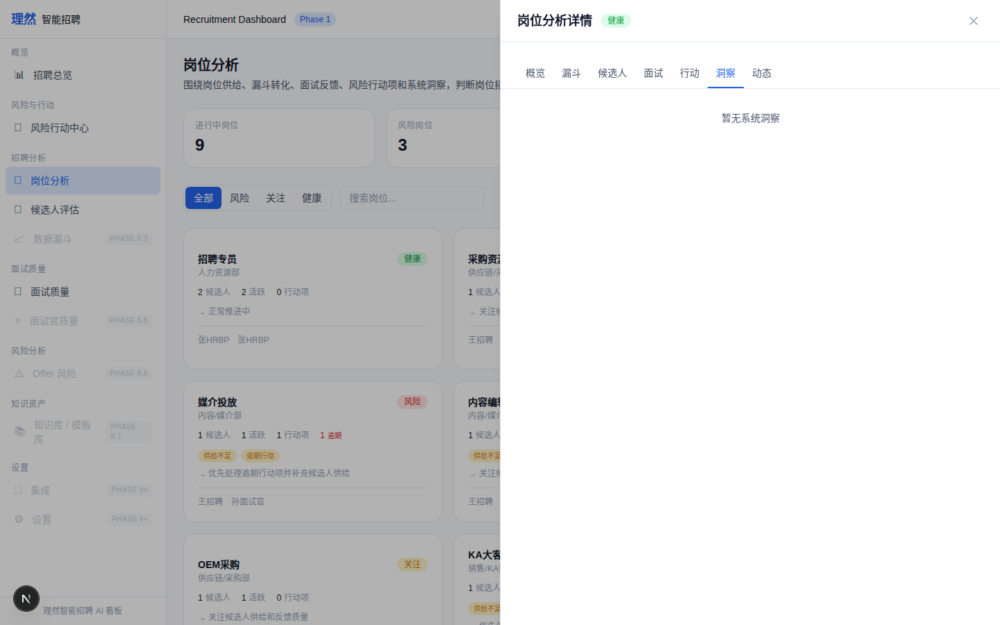 理然 智能招聘
概览
招聘总览
风险与行动
风险行动中心
招聘分析
岗位分析
候选人评估
数据漏斗 PHASE 8.2
面试质量
面试质量
面试官质量 PHASE 8.5
风险分析
Offer 风险 PHASE 8.6
知识资产
知识库 / 模板
库
PHASE
8.7
设置
集成 PHASE 9+
设置 PHASE 9+
N
理然智能招聘 AI 看板
Recruitment Dashboard Phase 1
岗位分析
围绕岗位供给、漏斗转化、面试反馈、风险行动项和系统洞察，判断岗位招
进行中岗位
9
风险岗位
3
全部 风险 关注 健康 搜索岗位...
招聘专员 健康
人力资源部
2 候选人 2 活跃 0 行动项
→ 正常推进中
张HRBP 张HRBP
采购资
供应链/
1 候选人
→ 关注
王招聘
媒介投放 风险
内容/媒介部
1 候选人 1 活跃 1 行动项 1 逾期
供给不足 逾期行动
→ 优先处理逾期行动项并补充候选人供给
王招聘 孙面试官
内容编
内容/媒
1 候选人
供给不足
→ 关注
王招聘
OEM采购 关注
供应链/采购部
1 候选人 1 活跃 0 行动项
→ 关注候选人供给和反馈质量
KA大客
销售/KA
1 候选人
供给不足
岗位分析详情 健康
概览 漏斗 候选人 面试 行动 洞察 动态
暂无系统洞察